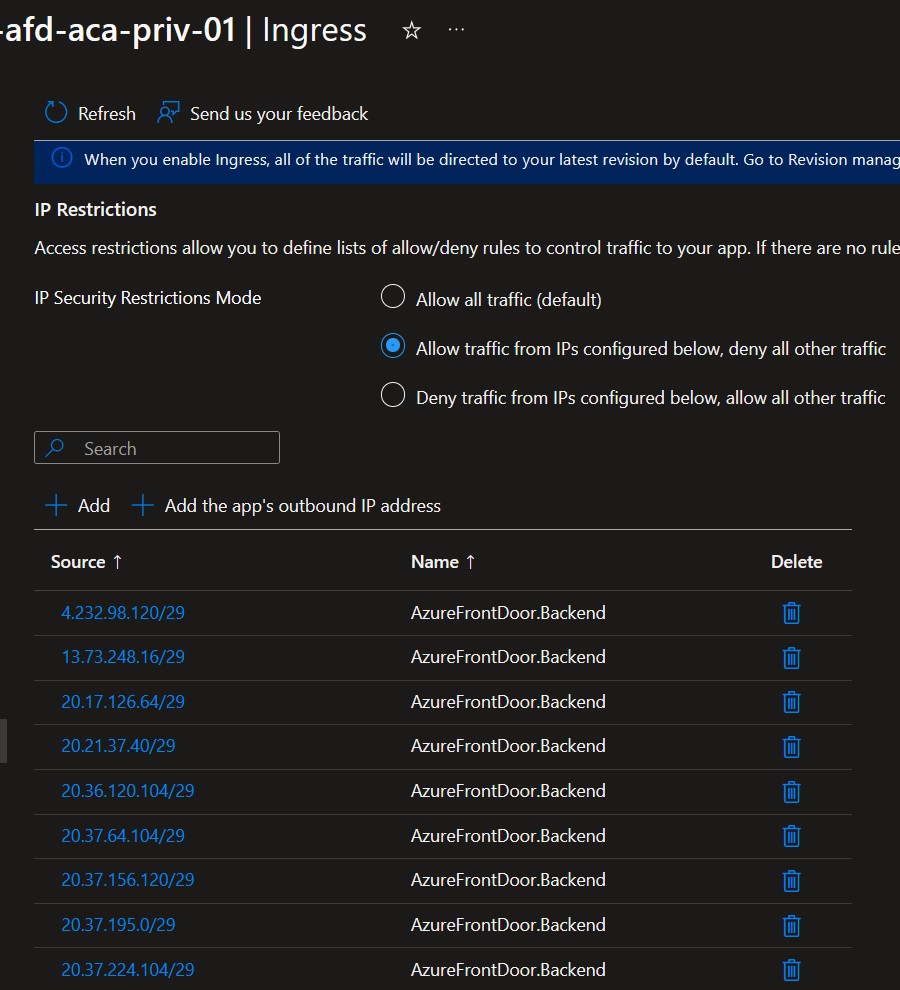 -afd-aca-priv-01 | Ingress
Refresh Send us your feedback
When you enable Ingress, all of the traffic will be directed to your latest revision by default. Go to Revision manag
IP Restrictions
Access restrictions allow you to define lists of allow/deny rules to control traffic to your app. If there are no rule
IP Security Restrictions Mode
Allow all traffic (default)
Allow traffic from IPs configured below, deny all other traffic
Deny traffic from IPs configured below, allow all other traffic
Search
Add Add the app's outbound IP address
Source ↑ Name ↑ Delete
4.232.98.120/29 AzureFrontDoor.Backend
13.73.248.16/29 AzureFrontDoor.Backend
20.17.126.64/29 AzureFrontDoor.Backend
20.21.37.40/29 AzureFrontDoor.Backend
20.36.120.104/29 AzureFrontDoor.Backend
20.37.64.104/29 AzureFrontDoor.Backend
20.37.156.120/29 AzureFrontDoor.Backend
20.37.195.0/29 AzureFrontDoor.Backend
20.37.224.104/29 AzureFrontDoor.Backend